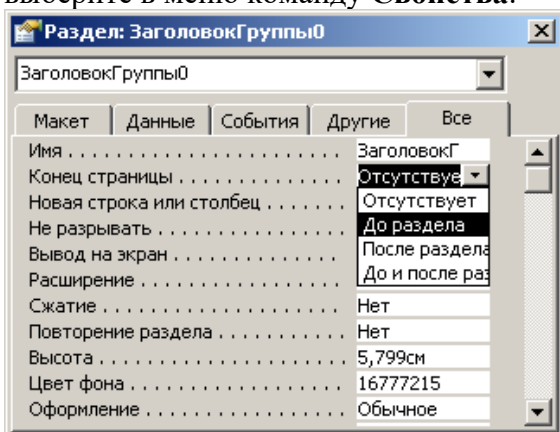 выберите в меню команду Свойства.
Раздел: ЗаголовокГруппы0
ЗаголовокГруппы0
Макет Данные События Другие Все
Имя . . . . . . . . . . . . . . . . . . . . . . . ЗаголовокГ
Конец страницы . . . . . . . . . . . . . . Отсутствуе
Новая строка или столбец . . . . . . . Отсутствует
Не разрывать . . . . . . . . . . . . . . . . До раздела
Вывод на экран . . . . . . . . . . . . . . После раздела
Расширение . . . . . . . . . . . . . . . . . До и после раз
Сжатие . . . . . . . . . . . . . . . . . . . . Нет
Повторение раздела . . . . . . . . . . . Нет
Высота . . . . . . . . . . . . . . . . . . . . 5,799см
Цвет фона . . . . . . . . . . . . . . . . . . 16777215
Оформление . . . . . . . . . . . . . . . . . Обычное